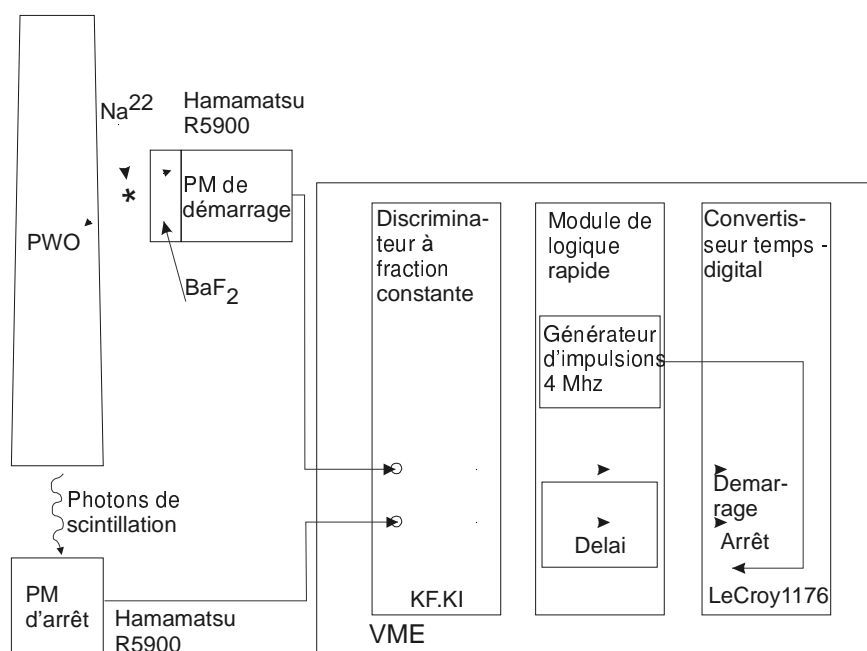 Na22
Hamamatsu
R5900
PM de
démarrage
PWO
BaF2
Discrimina-
teur à
fraction
constante
Module de
logique
rapide
Convertis-
seur temps -
digital
Générateur
d'impulsions
4 Mhz
Photons de
scintillation
Demar-
rage
Delai
Arrêt
PM
d'arrêt
Hamamatsu
R5900
KF.KI
LeCroy1176
VME